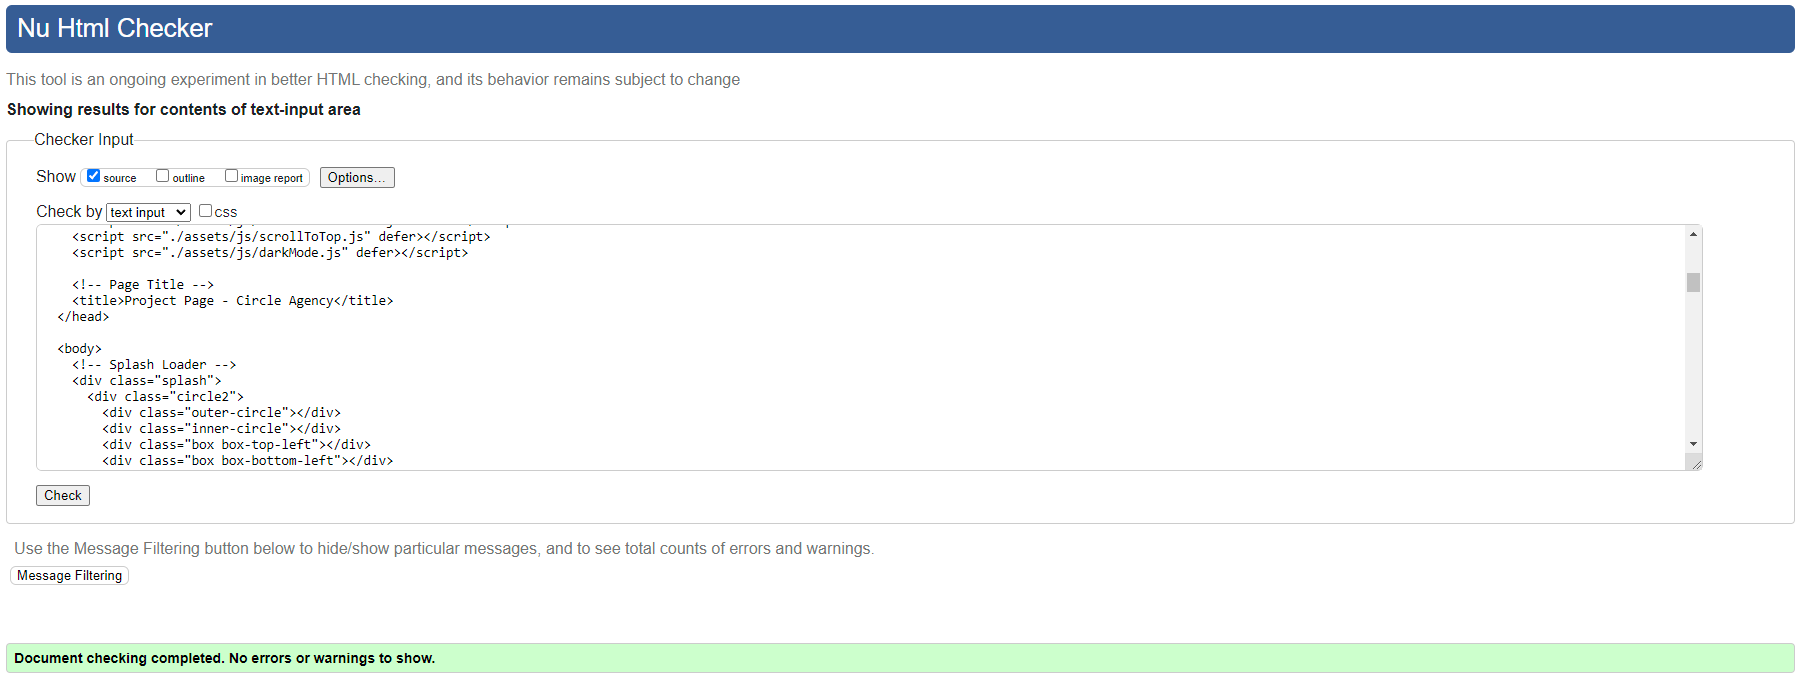 Nu Html Checker
This tool is an ongoing experiment in better HTML checking, and its behavior remains subject to change
Showing results for contents of text-input area
Checker Input
Show source outline image report Options...
Check by text input css
<script src="./assets/js/scrollToTop.js" defer></script>
<script src="./assets/js/darkMode.js" defer></script>
<!-- Page Title -->
<title>Project Page - Circle Agency</title>
</head>
<body>
<!-- Splash Loader -->
<div class="splash">
<div class="circle2">
<div class="outer-circle"></div>
<div class="inner-circle"></div>
<div class="box box-top-left"></div>
<div class="box box-bottom-left"></div>
Check
Use the Message Filtering button below to hide/show particular messages, and to see total counts of errors and warnings.
Message Filtering
Document checking completed. No errors or warnings to show.